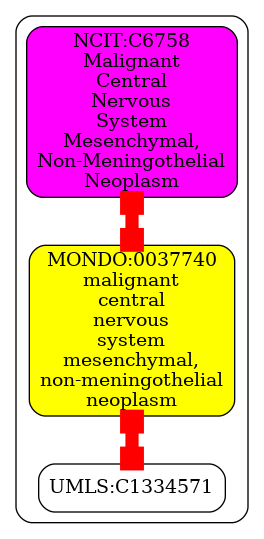 NCIT:C6758
Malignant
Central
Nervous
System
Mesenchymal,
Non-Meningothelial
Neoplasm
MONDO:0037740
malignant
central
nervous
system
mesenchymal,
non-meningothelial
neoplasm
UMLS:C1334571